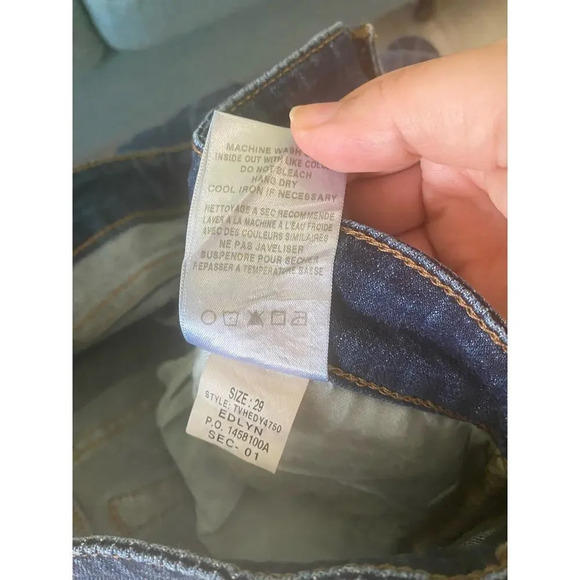 MACHINE WASH
INSIDE OUT WITH LIKE COL
DO NOT BLEACH
HANG DRY
COOL IRON IF NECESSARY
NETTOYAGE A SEC RECOMMENDE
LAVER A LA MACHINE A L'EAU FROIDE
AVEC DES COULEURS SIMILAIRES
NE PAS JAVELISER
SUSPENDRE POUR SECHER
REPASSER A TEMPERATURE BASSE
SIZE : 29
STYLE: TVHEDY4750
EDLYN
P.O. 1458100A
SEC- 01